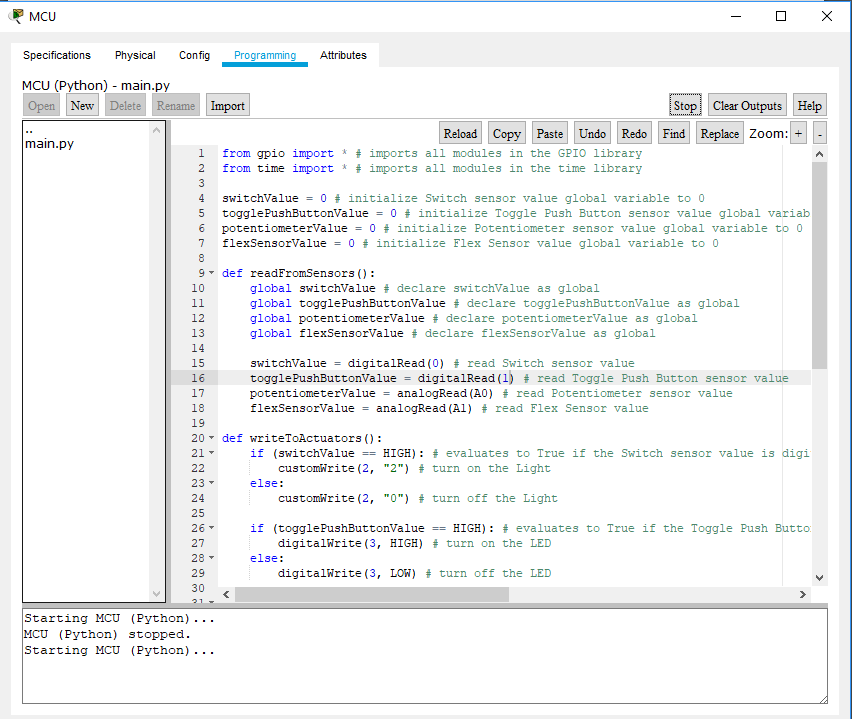 MCU
Specifications Physical Config Programming Attributes
MCU (Python) - main.py
Open New Delete Rename Import Stop Clear Outputs Help
Reload Copy Paste Undo Redo Find Replace Zoom: + -
..
main.py
1 from gpio import * # imports all modules in the GPIO library
2 from time import * # imports all modules in the time library
3
4 switchValue = 0 # initialize Switch sensor value global variable to 0
5 togglePushButtonValue = 0 # initialize Toggle Push Button sensor value global variab
6 potentiometerValue = 0 # initialize Potentiometer sensor value global variable to 0
7 flexSensorValue = 0 # initialize Flex Sensor value global variable to 0
8
9 def readFromSensors():
10 global switchValue # declare switchValue as global
11 global togglePushButtonValue # declare togglePushButtonValue as global
12 global potentiometerValue # declare potentiometerValue as global
13 global flexSensorValue # declare flexSensorValue as global
14
15 switchValue = digitalRead(0) # read Switch sensor value
16 togglePushButtonValue = digitalRead(1) # read Toggle Push Button sensor value
17 potentiometerValue = analogRead(A0) # read Potentiometer sensor value
18 flexSensorValue = analogRead(A1) # read Flex Sensor value
19
20 def writeToActuators():
21 if (switchValue == HIGH): # evaluates to True if the Switch sensor value is digi
22 customWrite(2, "2") # turn on the Light
23 else:
24 customWrite(2, "0") # turn off the Light
25
26 if (togglePushButtonValue == HIGH): # evaluates to True if the Toggle Push Butto
27 digitalWrite(3, HIGH) # turn on the LED
28 else:
29 digitalWrite(3, LOW) # turn off the LED
30
31
Starting MCU (Python)...
MCU (Python) stopped.
Starting MCU (Python)...